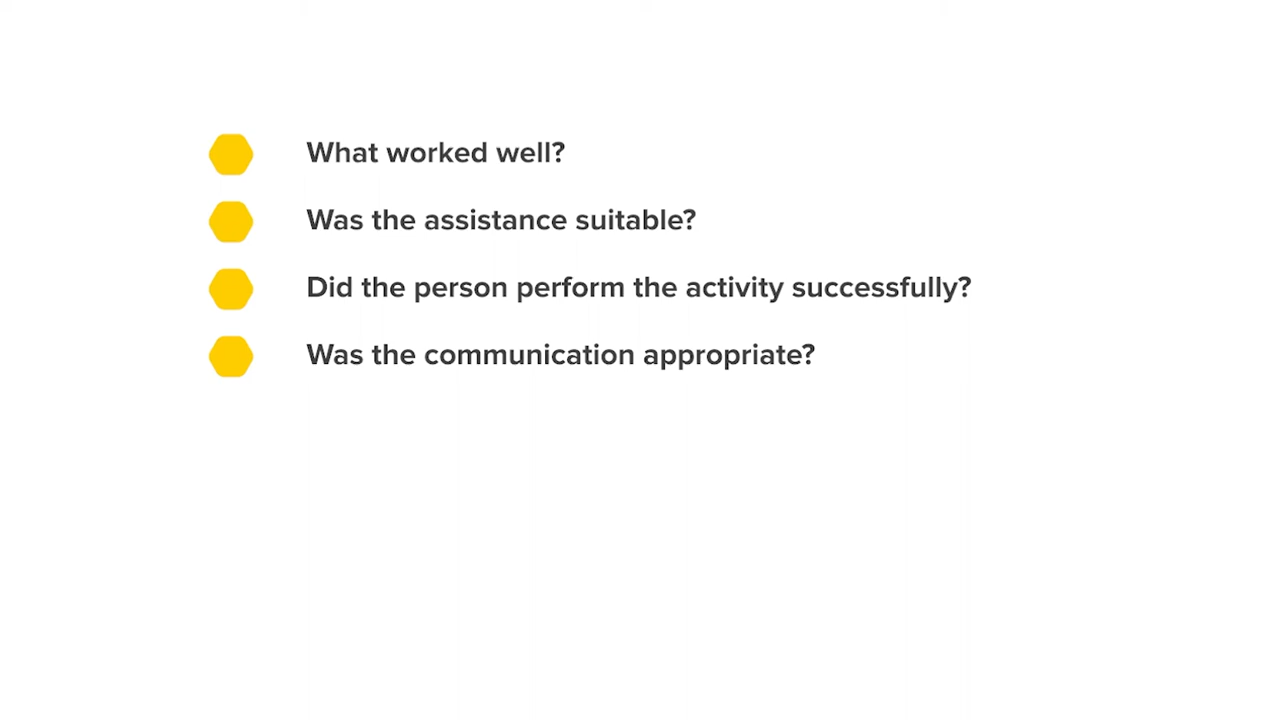 What worked well?
Was the assistance suitable?
Did the person perform the activity successfully?
Was the communication appropriate?